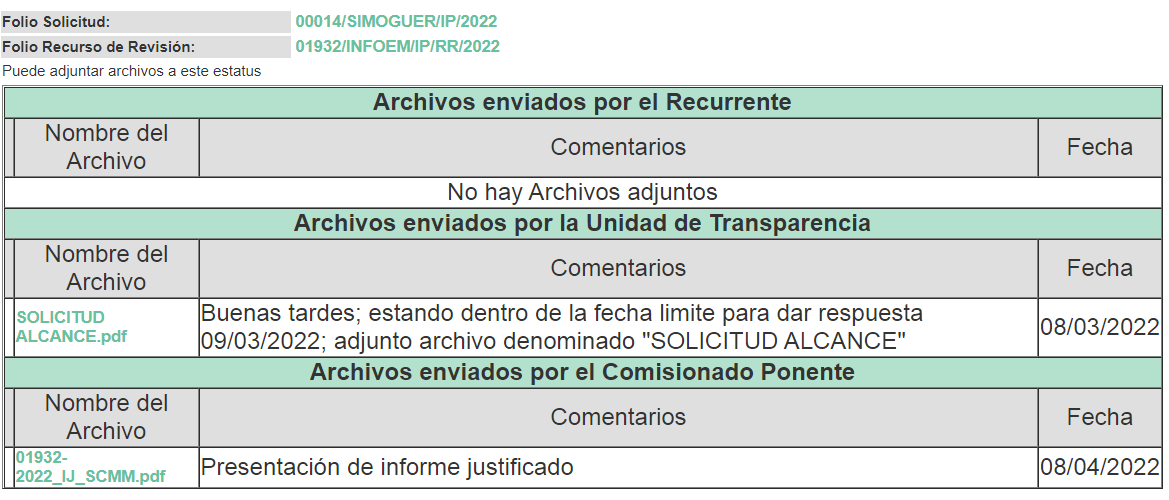 Folio Solicitud: 00014/SIMOGUER/IP/2022
Folio Recurso de Revisión: 01932/INFOEM/IP/RR/2022
Puede adjuntar archivos a este estatus
Archivos enviados por el Recurrente
Nombre del
Archivo
Comentarios
Fecha
No hay Archivos adjuntos
Archivos enviados por la Unidad de Transparencia
Nombre del
Archivo
Comentarios
Fecha
SOLICITUD
ALCANCE.pdf
Buenas tardes; estando dentro de la fecha limite para dar respuesta
09/03/2022; adjunto archivo denominado "SOLICITUD ALCANCE"
08/03/2022
Archivos enviados por el Comisionado Ponente
Nombre del
Archivo
Comentarios
Fecha
01932-
2022_IJ_SCMM.pdf
Presentación de informe justificado
08/04/2022